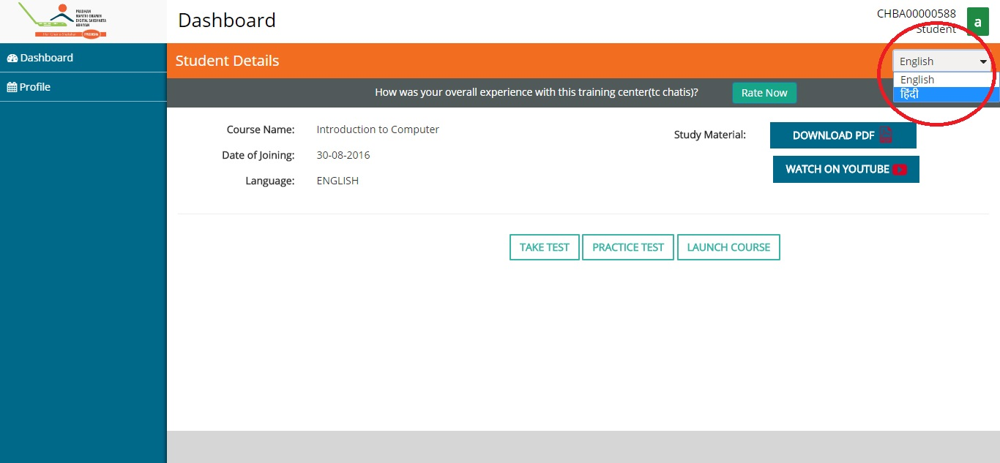 PRADHAN
MANTRI GRAMIN
DIGITAL SAKSHARTA
ABHIYAN
PMGDISHA
Dashboard
CHBA00000588
Student
a
Dashboard
Profile
Student Details
English
English
हिंदी
How was your overall experience with this training center(tc chatis)?
Rate Now
Course Name: Introduction to Computer
Date of Joining: 30-08-2016
Language: ENGLISH
Study Material:
DOWNLOAD PDF
WATCH ON YOUTUBE
TAKE TEST
PRACTICE TEST
LAUNCH COURSE